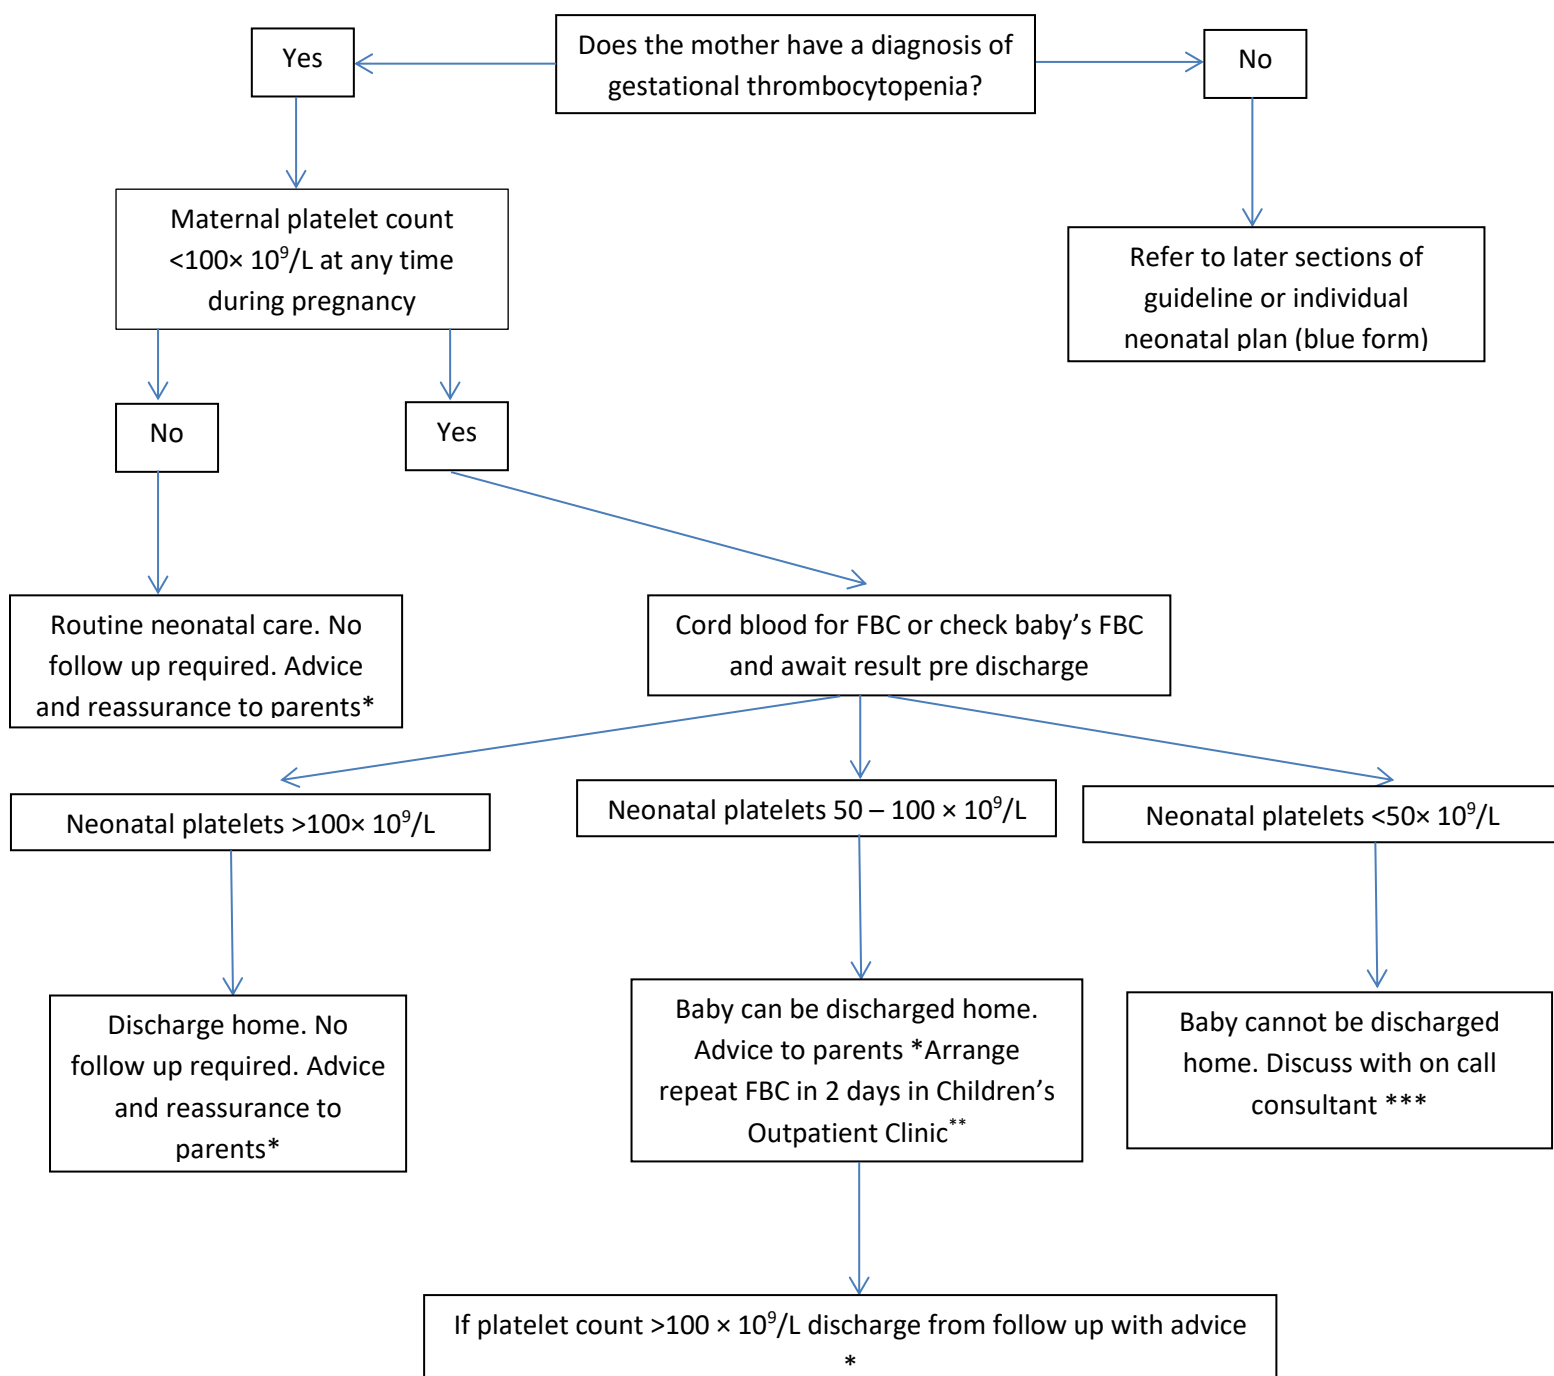 Yes
Does the mother have a diagnosis of
gestational thrombocytopenia?
No
Maternal platelet count
<100× 10⁹/L at any time
during pregnancy
Refer to later sections of
guideline or individual
neonatal plan (blue form)
No
Yes
Routine neonatal care. No
follow up required. Advice
and reassurance to parents*
Cord blood for FBC or check baby’s FBC
and await result pre discharge
Neonatal platelets >100× 10⁹/L
Neonatal platelets 50 – 100 × 10⁹/L
Neonatal platelets <50× 10⁹/L
Discharge home. No
follow up required. Advice
and reassurance to
parents*
Baby can be discharged home.
Advice to parents *Arrange
repeat FBC in 2 days in Children’s
Outpatient Clinic**
Baby cannot be discharged
home. Discuss with on call
consultant ***
If platelet count >100 × 10⁹/L discharge from follow up with advice
*